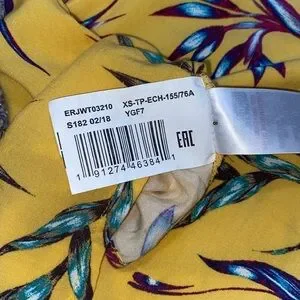 ERJWT03210 XS-TP-ECH-155/76A
S182 02/18 YGF7
EAC
1 91274 46384 1